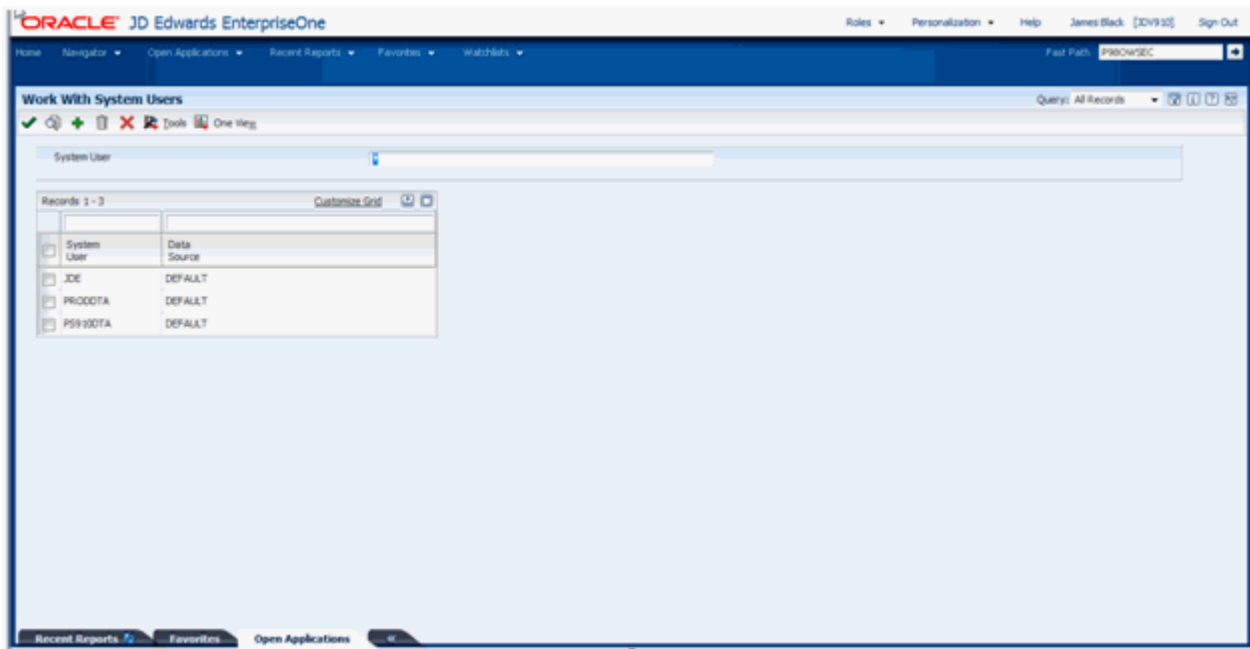 ORACLE JD Edwards EnterpriseOne
Roles Personalization Help James Black [JDV910] Sign Out
Home Navigator Open Applications Recent Reports Favorites Watchlists Fast Path P98OWSEC
Work With System Users Query: All Records
Tools One View
System User *
Records 1 - 3 Customize Grid
System User Data Source
JDE DEFAULT
PRODDTA DEFAULT
PS910DTA DEFAULT
Recent Reports Favorites Open Applications «